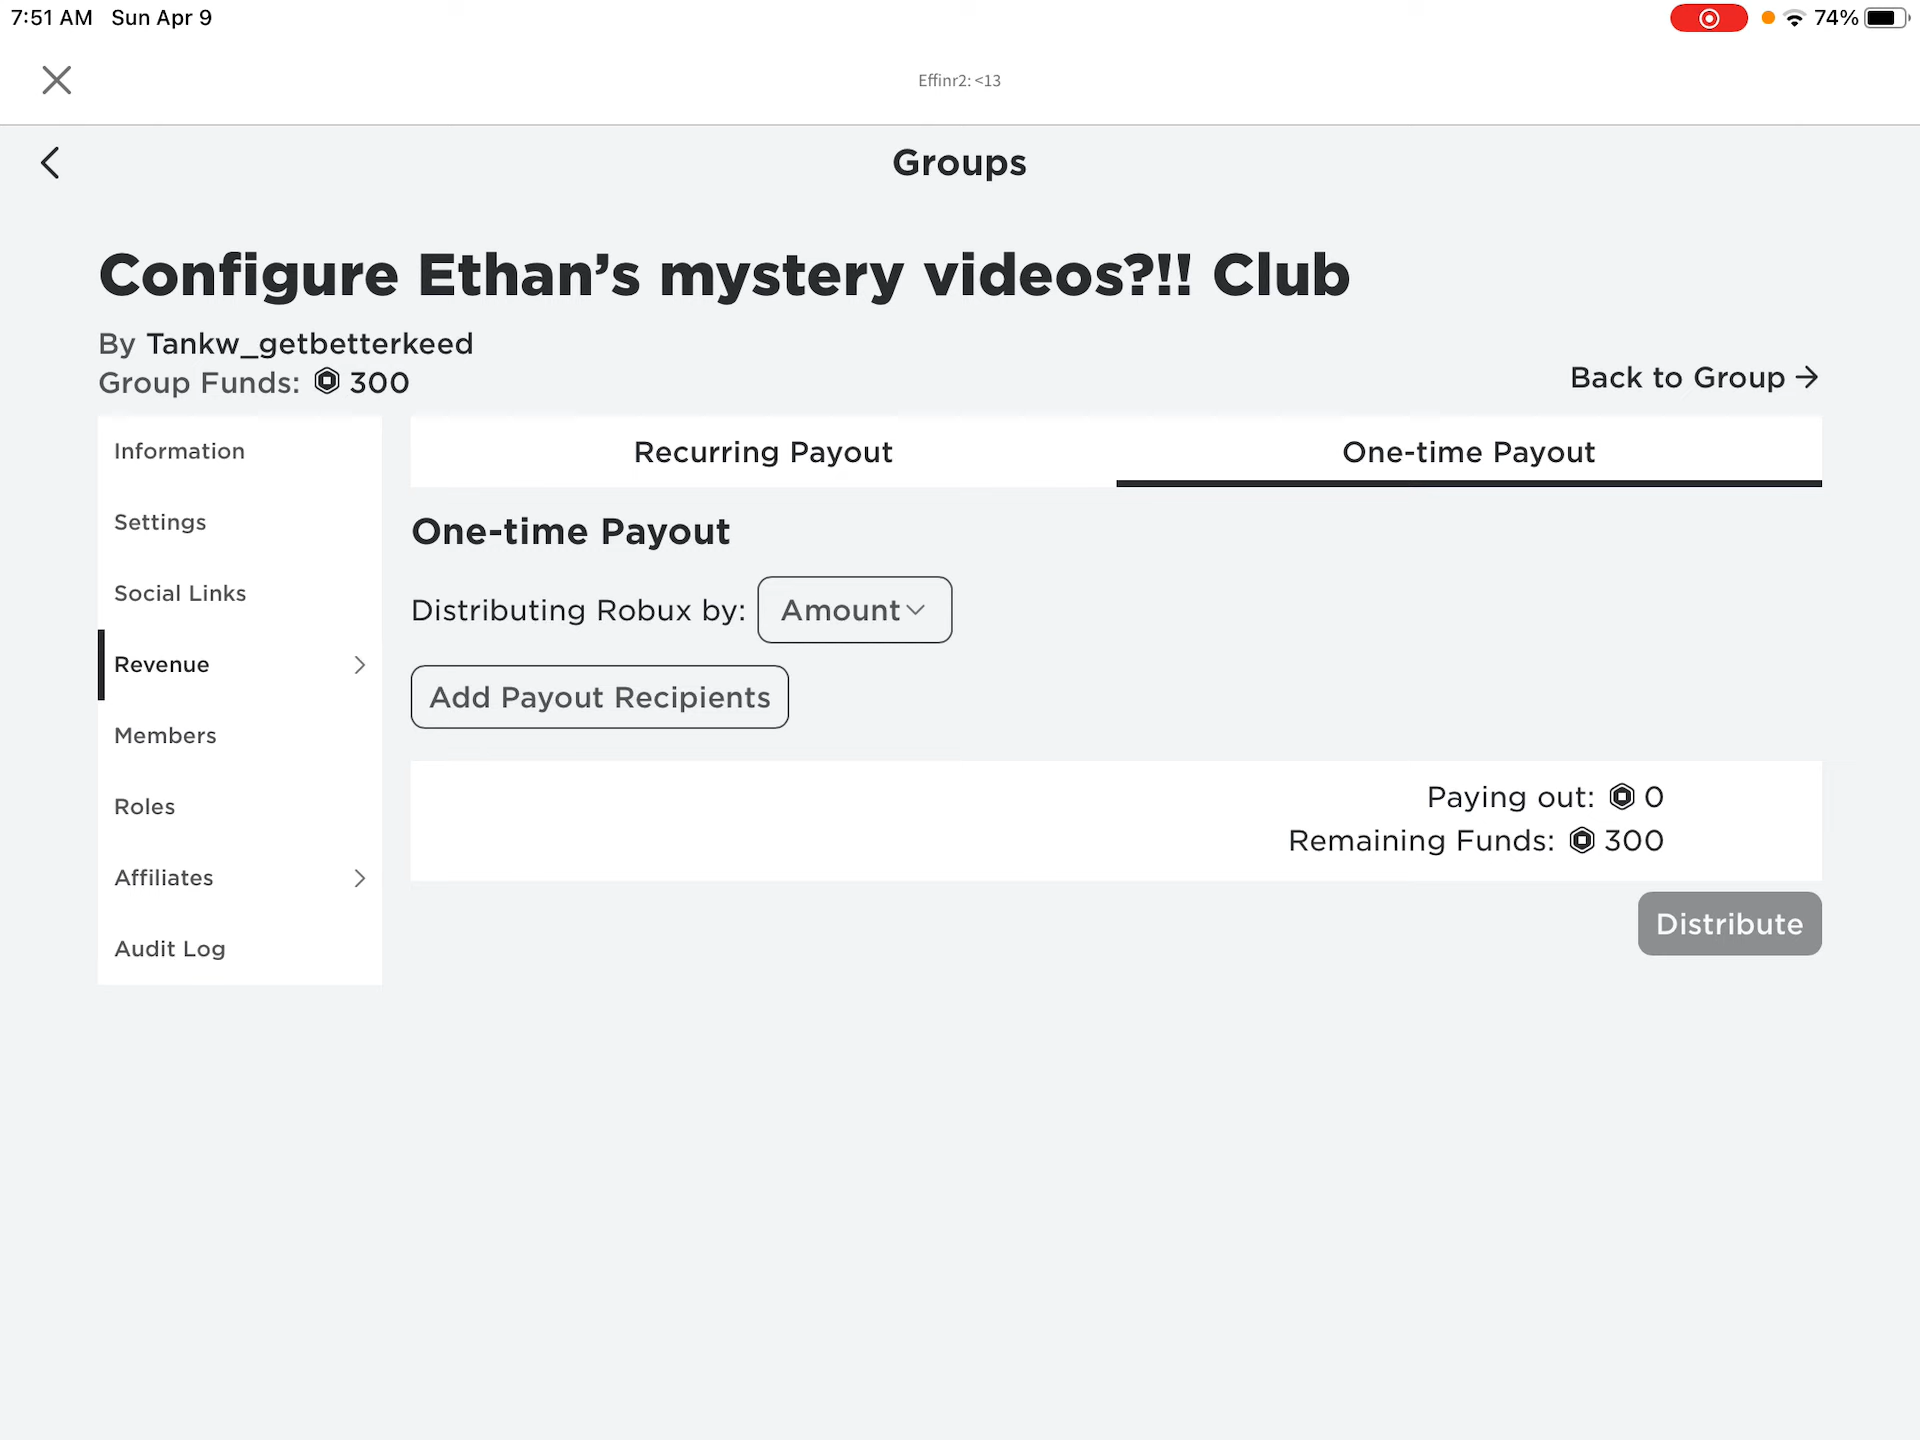 7:51 AM Sun Apr 9
74%
Effinr2: <13
Groups
Configure Ethan’s mystery videos?!! Club
By Tankw_getbetterkeed
Group Funds: 300
Back to Group
Information
Settings
Social Links
Revenue
Members
Roles
Affiliates
Audit Log
Recurring Payout
One-time Payout
One-time Payout
Distributing Robux by: Amount
Add Payout Recipients
Paying out: 0
Remaining Funds: 300
Distribute